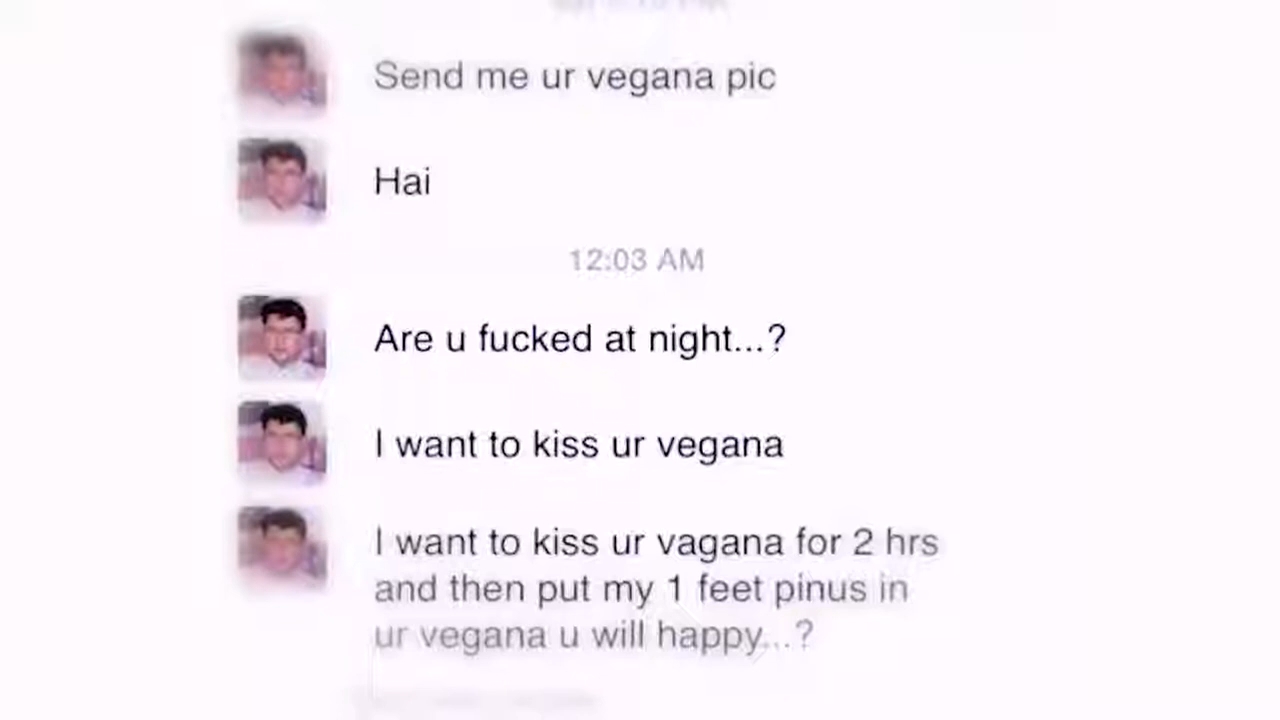 Send me ur vegana pic
Hai
12:03 AM
Are u fucked at night...?
I want to kiss ur vegana
I want to kiss ur vagana for 2 hrs
and then put my 1 feet pinus in
ur vegana u will happy...?